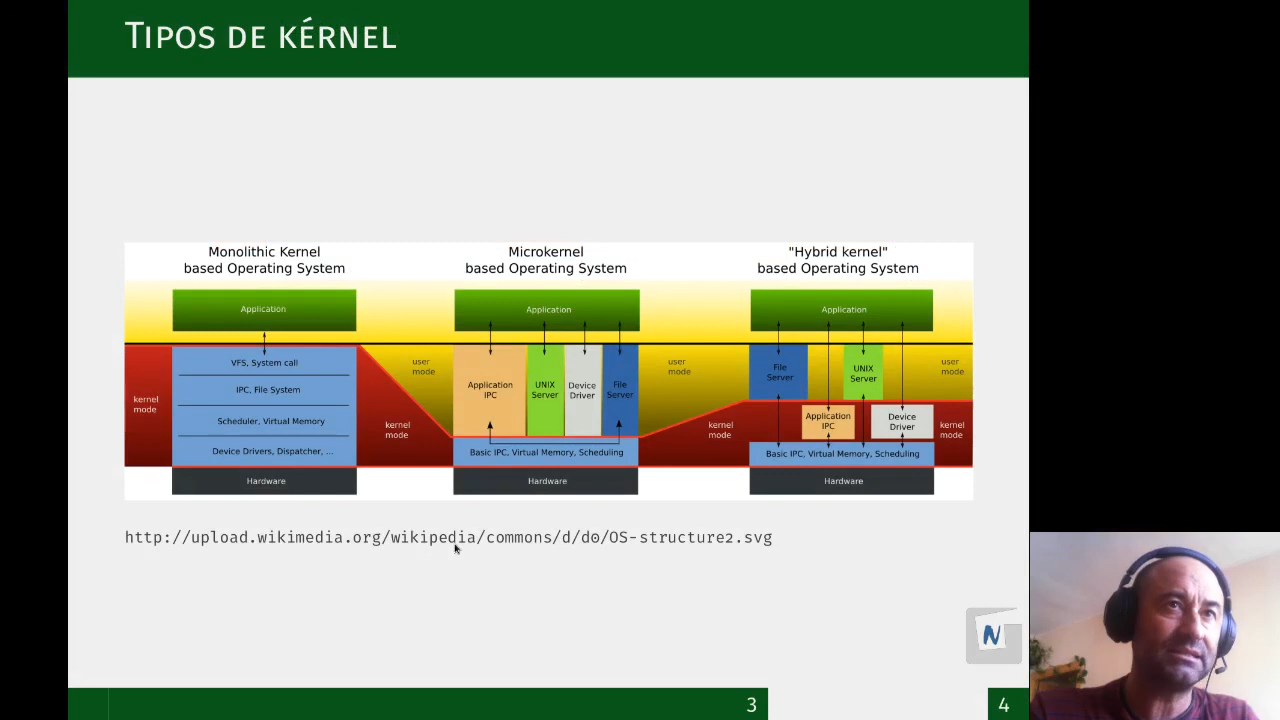 TIPOS DE KÉRNEL
Monolithic Kernel
based Operating System
Application
VFS, System call
IPC, File System
Scheduler, Virtual Memory
Device Drivers, Dispatcher, ...
Hardware
kernel
mode
user
mode
kernel
mode
Microkernel
based Operating System
Application
Application
IPC
UNIX
Server
Device
Driver
File
Server
Basic IPC, Virtual Memory, Scheduling
Hardware
user
mode
kernel
mode
"Hybrid kernel"
based Operating System
Application
File
Server
UNIX
Server
Application
IPC
Device
Driver
Basic IPC, Virtual Memory, Scheduling
Hardware
user
mode
kernel
mode
http://upload.wikimedia.org/wikipedia/commons/d/d0/OS-structure2.svg
N
3
4